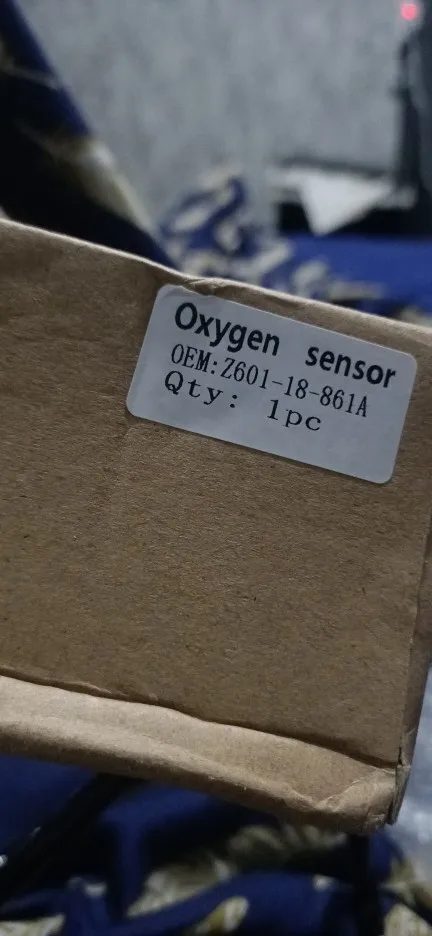 Oxygen sensor
OEM:Z601-18-861A
Qty: 1pc